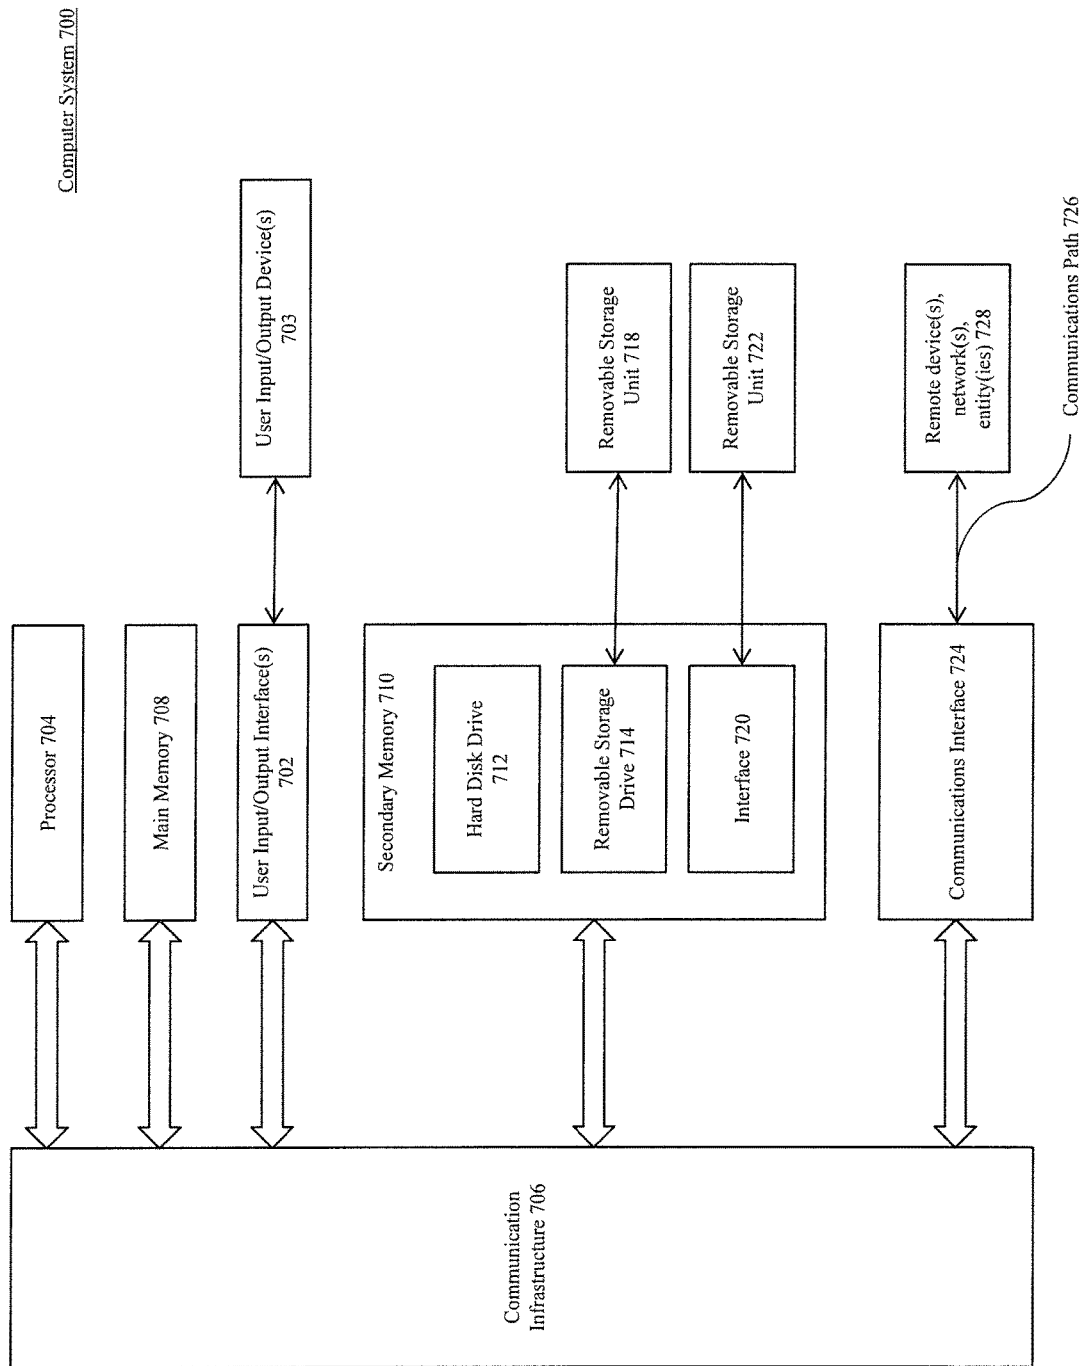 Computer System 700
Processor 704
Main Memory 708
User Input/Output Interface(s)
702
User Input/Output Device(s)
703
Secondary Memory 710
Hard Disk Drive
712
Removable Storage
Drive 714
Removable Storage
Unit 718
Interface 720
Removable Storage
Unit 722
Communications Interface 724
Remote device(s),
network(s),
entity(ies) 728
Communications Path 726
Communication
Infrastructure 706